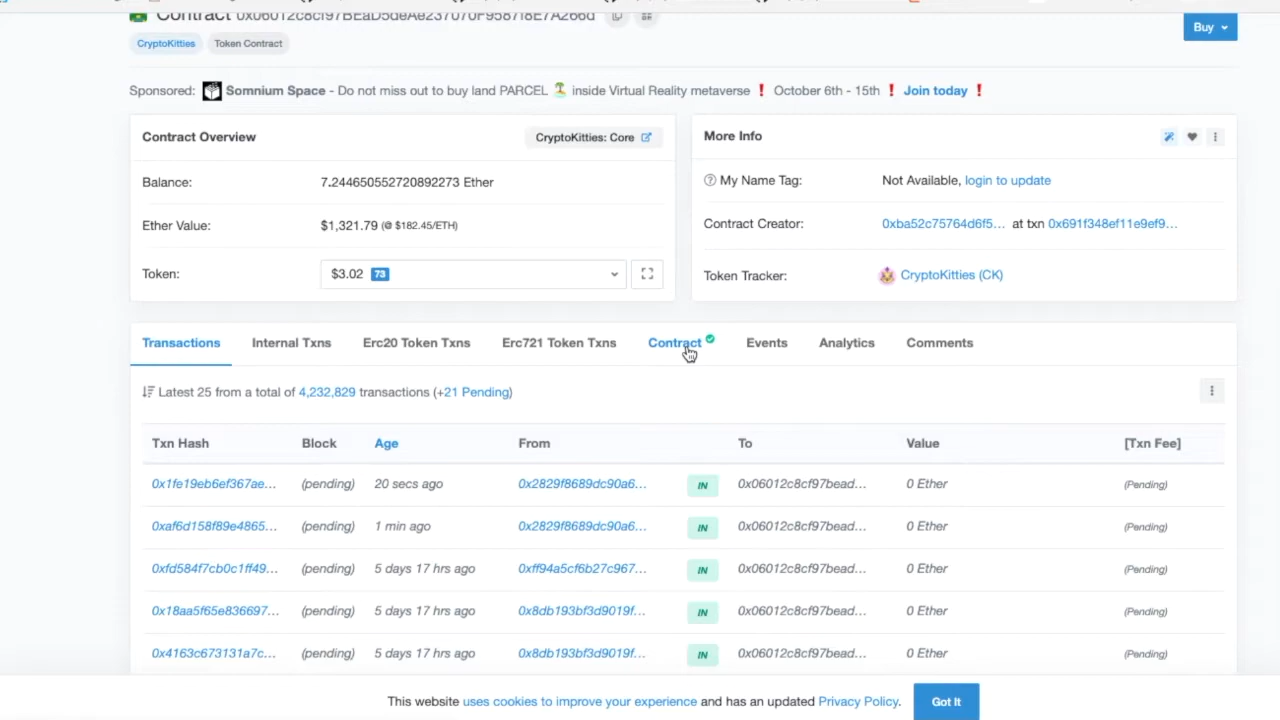 Contract 0x06012c8cf97BEaD5deAe237070F9587f8E7A266d
CryptoKitties Token Contract
Buy
Sponsored: Somnium Space - Do not miss out to buy land PARCEL 🏝️ inside Virtual Reality metaverse ❗ October 6th - 15th ❗ Join today ❗
Contract Overview
CryptoKitties: Core
Balance: 7.244650552720892273 Ether
Ether Value: $1,321.79 (@ $182.45/ETH)
Token: $3.02 73
More Info
My Name Tag: Not Available, login to update
Contract Creator: 0xba52c75764d6f5... at txn 0x691f348ef11e9ef9...
Token Tracker: CryptoKitties (CK)
Transactions Internal Txns Erc20 Token Txns Erc721 Token Txns Contract Events Analytics Comments
Latest 25 from a total of 4,232,829 transactions (+21 Pending)
Txn Hash Block Age From To Value [Txn Fee]
0x1fe19eb6ef367ae... (pending) 20 secs ago 0x2829f8689dc90a6... IN 0x06012c8cf97bead... 0 Ether (Pending)
0xaf6d158f89e4865... (pending) 1 min ago 0x2829f8689dc90a6... IN 0x06012c8cf97bead... 0 Ether (Pending)
0xfd584f7cb0c1ff49... (pending) 5 days 17 hrs ago 0xff94a5cf6b27c967... IN 0x06012c8cf97bead... 0 Ether (Pending)
0x18aa5f65e836697... (pending) 5 days 17 hrs ago 0x8db193bf3d9019f... IN 0x06012c8cf97bead... 0 Ether (Pending)
0x4163c673131a7c... (pending) 5 days 17 hrs ago 0x8db193bf3d9019f... IN 0x06012c8cf97bead... 0 Ether (Pending)
This website uses cookies to improve your experience and has an updated Privacy Policy.
Got It